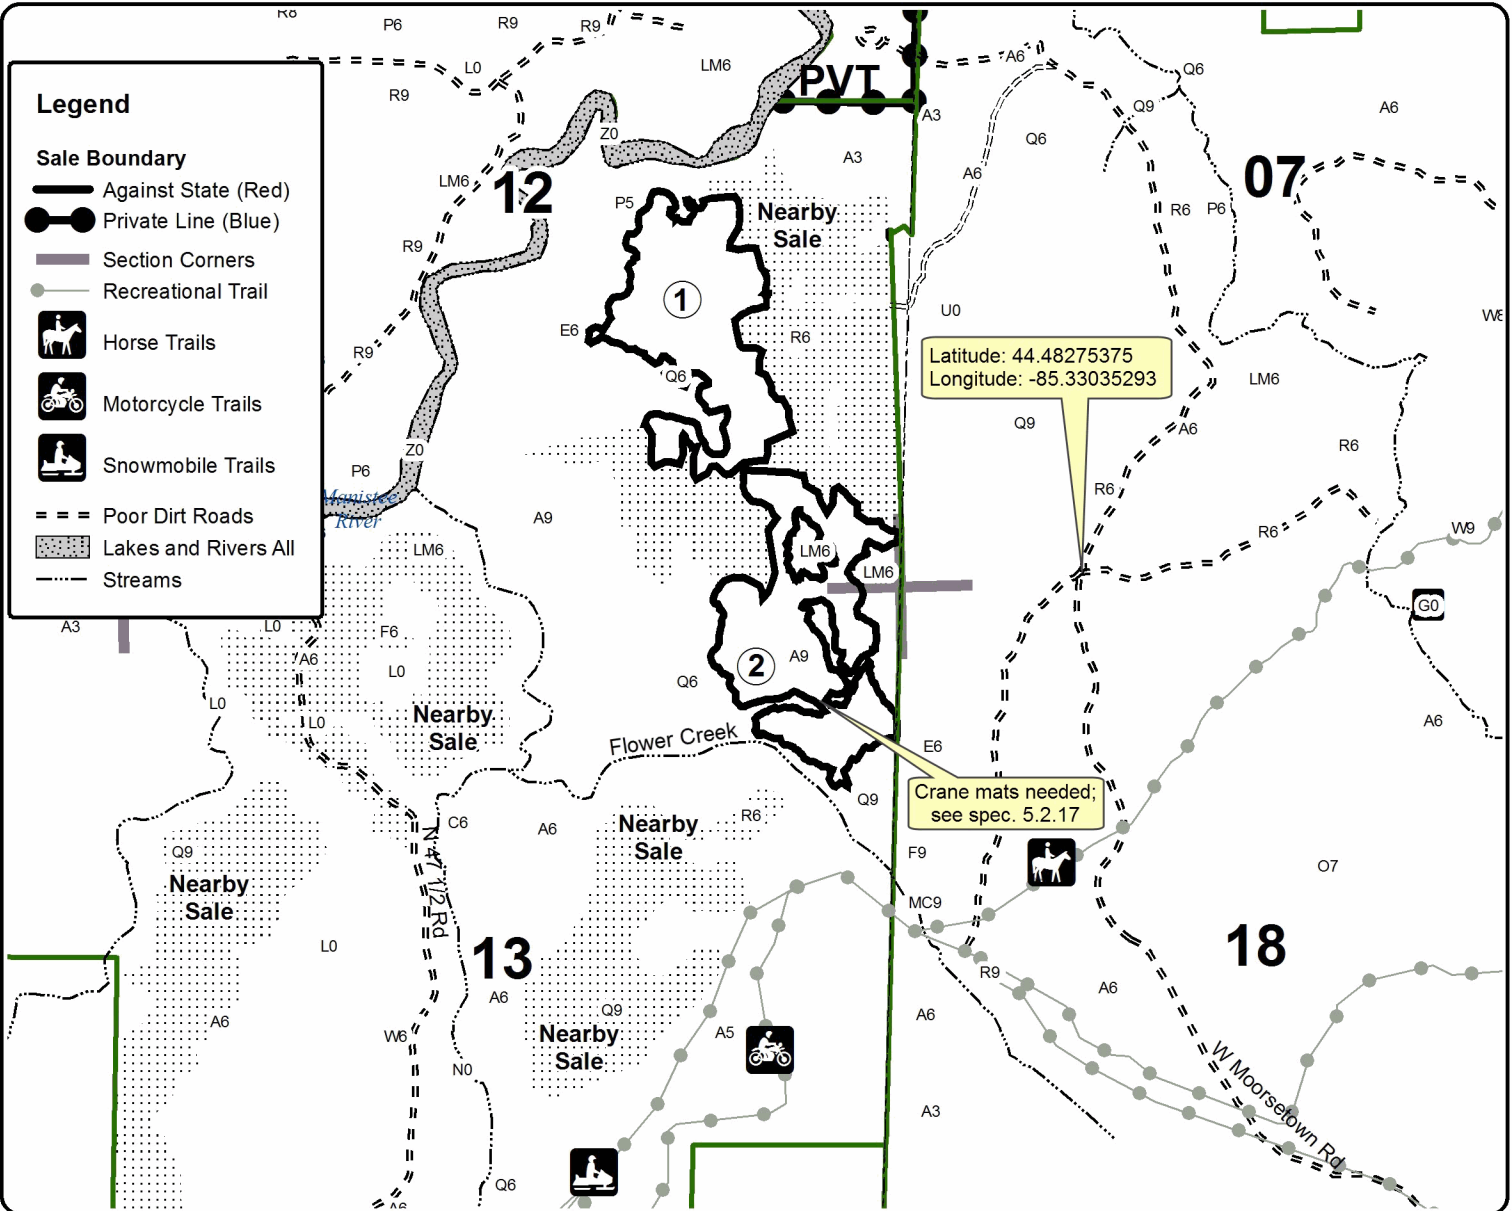 R8
P6
R9
R9
L0
LM6
R9
PVT
A6
Q6
Q9
A6
A3
Z0
Q6
A3
07
A6
LM6
12
P5
Nearby
Sale
R6
P6
R9
1
E6
R6
U0
R9
Q6
Latitude: 44.48275375
Longitude: -85.33035293
LM6
Q9
A6
R6
Z0
P6
Manistee
River
R6
A9
R6
W9
LM6
LM6
LM6
G0
A3
L0
F6
A6
L0
A9
2
Q6
L0
L0
Nearby
Sale
A6
Flower Creek
E6
Crane mats needed;
see spec. 5.2.17
Q9
R6
C6
A6
Nearby
Sale
N 47 1/2 Rd
Q9
F9
O7
Nearby
Sale
MC9
L0
13
18
R9
A6
A6
Q9
A6
A6
W6
Nearby
Sale
A5
N0
W Moorsetown Rd
A3
Q6
A6
Legend
Sale Boundary
Against State (Red)
Private Line (Blue)
Section Corners
Recreational Trail
Horse Trails
Motorcycle Trails
Snowmobile Trails
Poor Dirt Roads
Lakes and Rivers All
Streams